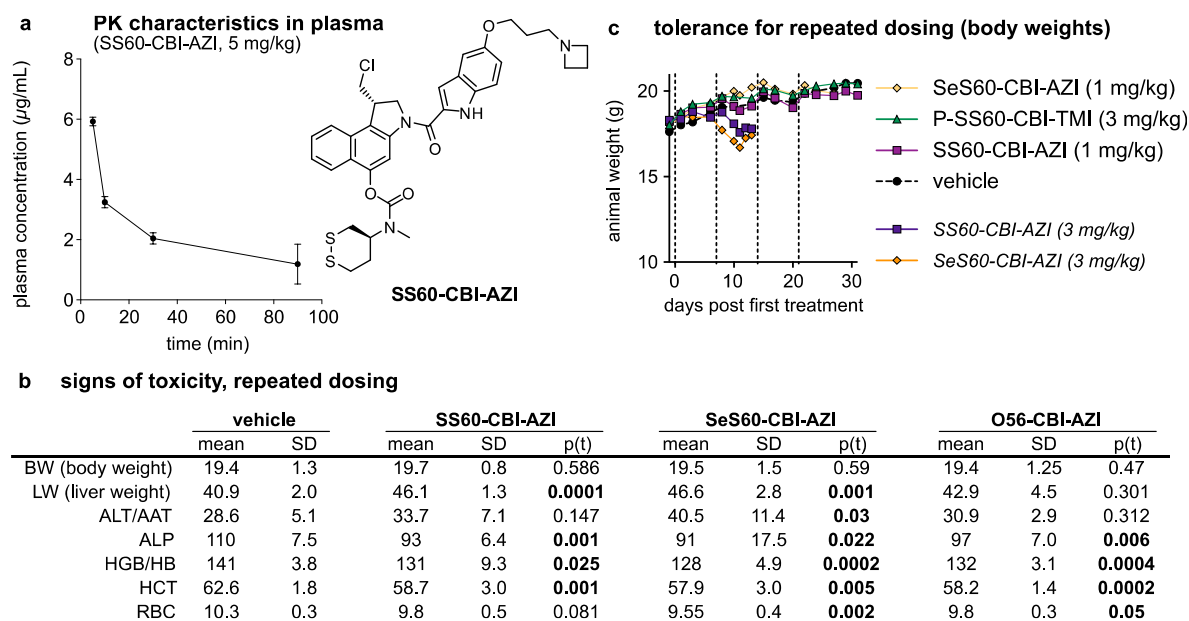 a PK characteristics in plasma
(SS60-CBI-AZI, 5 mg/kg)
plasma concentration (µg/mL)
8
6
4
2
0
0 20 40 60 80 100
time (min)
Cl
O
N
NH
N
O
O
O
N
S
S
SS60-CBI-AZI
c tolerance for repeated dosing (body weights)
animal weight (g)
20
15
10
0 10 20 30
days post first treatment
SeS60-CBI-AZI (1 mg/kg)
P-SS60-CBI-TMI (3 mg/kg)
SS60-CBI-AZI (1 mg/kg)
vehicle
SS60-CBI-AZI (3 mg/kg)
SeS60-CBI-AZI (3 mg/kg)
b signs of toxicity, repeated dosing
vehicle SS60-CBI-AZI SeS60-CBI-AZI O56-CBI-AZI
mean SD mean SD p(t) mean SD p(t) mean SD p(t)
BW (body weight) 19.4 1.3 19.7 0.8 0.586 19.5 1.5 0.59 19.4 1.25 0.47
LW (liver weight) 40.9 2.0 46.1 1.3 0.0001 46.6 2.8 0.001 42.9 4.5 0.301
ALT/AAT 28.6 5.1 33.7 7.1 0.147 40.5 11.4 0.03 30.9 2.9 0.312
ALP 110 7.5 93 6.4 0.001 91 17.5 0.022 97 7.0 0.006
HGB/HB 141 3.8 131 9.3 0.025 128 4.9 0.0002 132 3.1 0.0004
HCT 62.6 1.8 58.7 3.0 0.001 57.9 3.0 0.005 58.2 1.4 0.0002
RBC 10.3 0.3 9.8 0.5 0.081 9.55 0.4 0.002 9.8 0.3 0.05